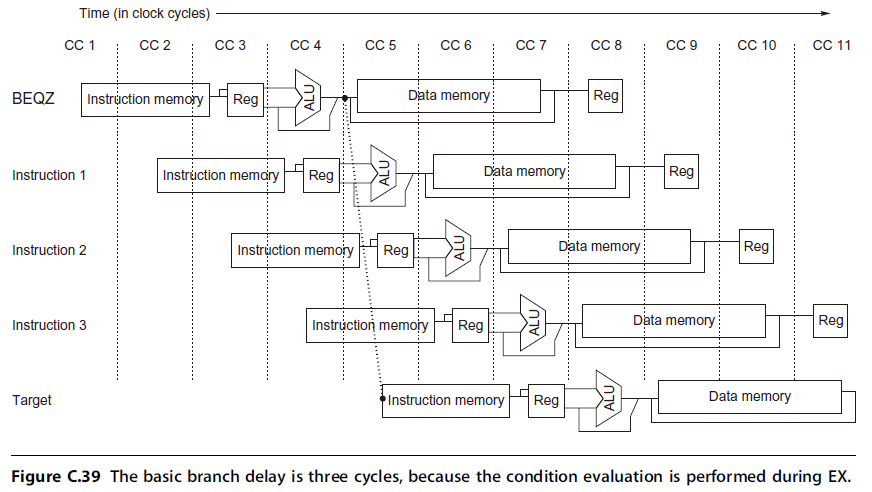 Time (in clock cycles)
CC 1 CC 2 CC 3 CC 4 CC 5 CC 6 CC 7 CC 8 CC 9 CC 10 CC 11
BEQZ Instruction memory Reg ALU Data memory Reg
Instruction 1 Instruction memory Reg ALU Data memory Reg
Instruction 2 Instruction memory Reg ALU Data memory Reg
Instruction 3 Instruction memory Reg ALU Data memory Reg
Target Instruction memory Reg ALU Data memory
Figure C.39 The basic branch delay is three cycles, because the condition evaluation is performed during EX.